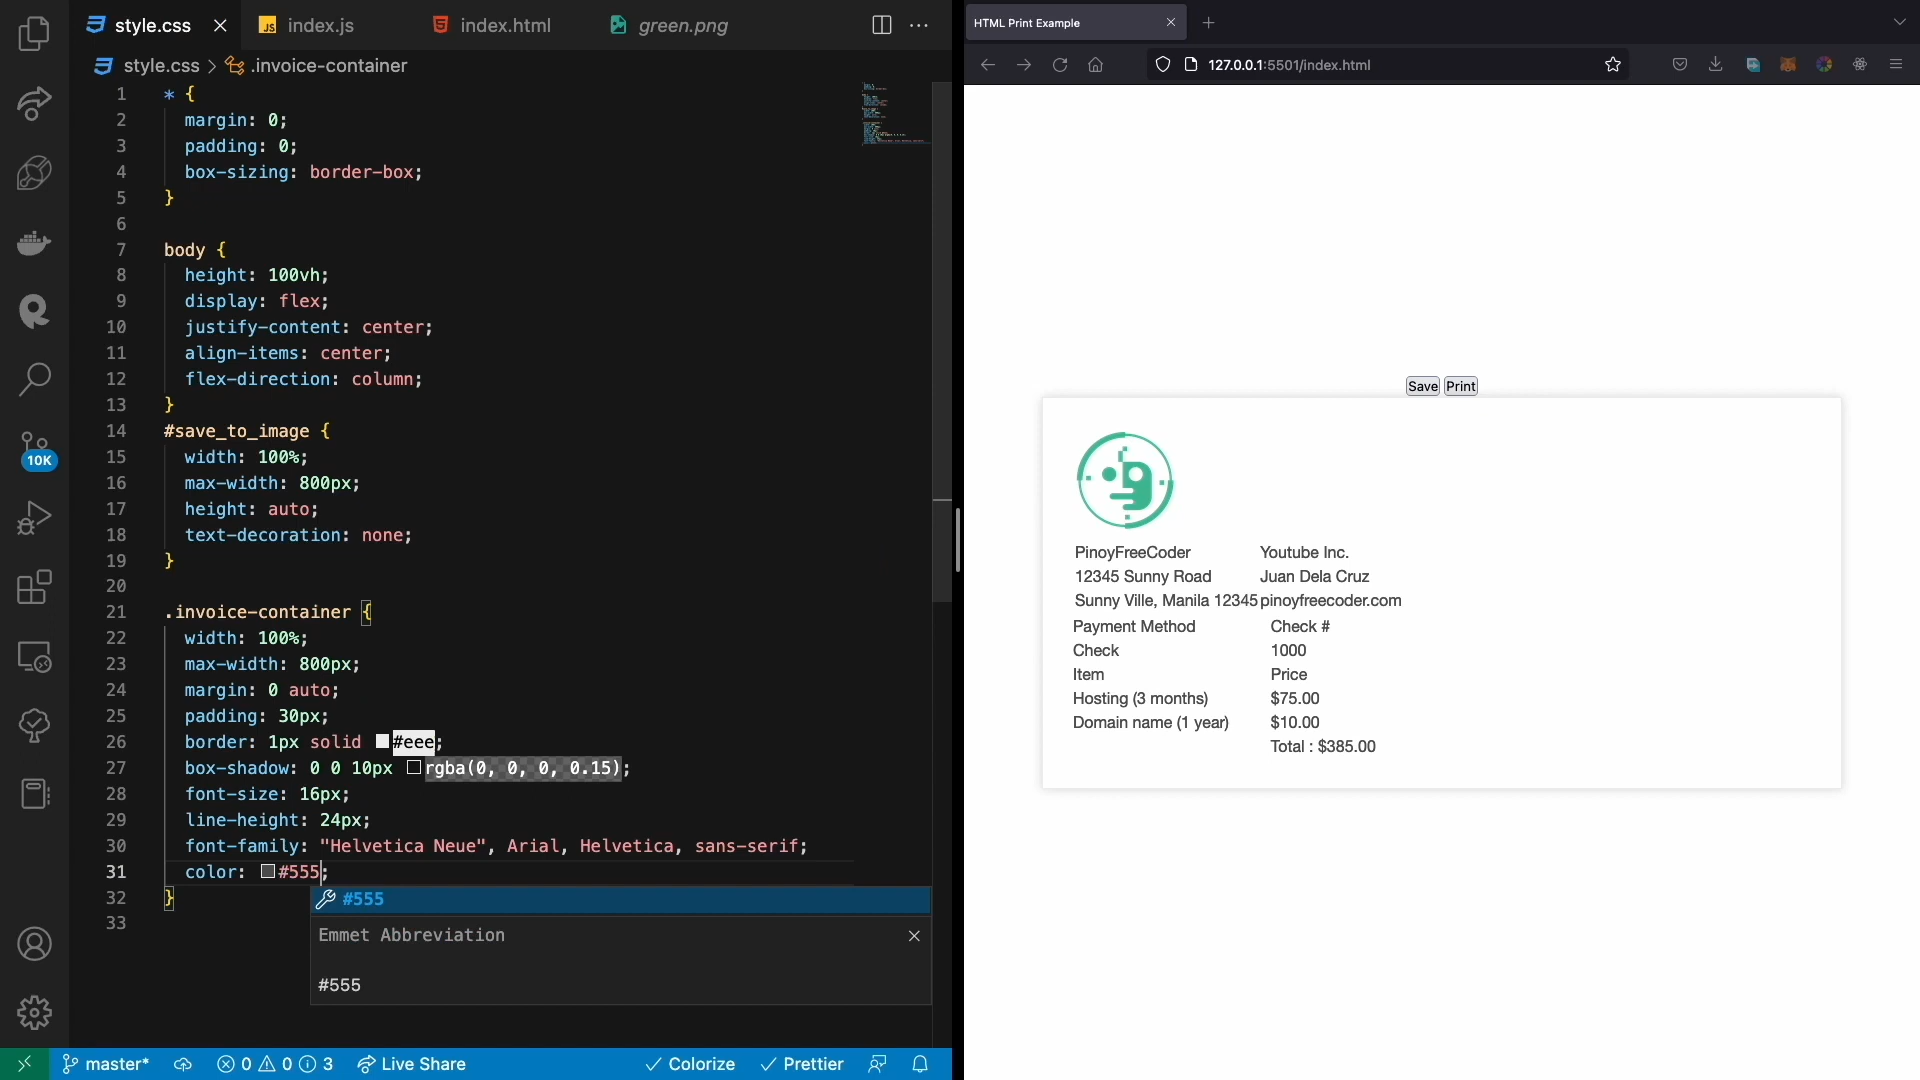 style.css
index.js
index.html
green.png
style.css > .invoice-container
1 * {
2 margin: 0;
3 padding: 0;
4 box-sizing: border-box;
5 }
6
7 body {
8 height: 100vh;
9 display: flex;
10 justify-content: center;
11 align-items: center;
12 flex-direction: column;
13 }
14 #save_to_image {
15 width: 100%;
16 max-width: 800px;
17 height: auto;
18 text-decoration: none;
19 }
20
21 .invoice-container {
22 width: 100%;
23 max-width: 800px;
24 margin: 0 auto;
25 padding: 30px;
26 border: 1px solid #eee;
27 box-shadow: 0 0 10px rgba(0, 0, 0, 0.15);
28 font-size: 16px;
29 line-height: 24px;
30 font-family: "Helvetica Neue", Arial, Helvetica, sans-serif;
31 color: #555;
32 }
33
#555
Emmet Abbreviation
#555
10K
master* 0 0 3 Live Share Colorize Prettier
HTML Print Example
127.0.0.1:5501/index.html
Save Print
PinoyFreeCoder Youtube Inc.
12345 Sunny Road Juan Dela Cruz
Sunny Ville, Manila 12345 pinoyfreecoder.com
Payment Method Check #
Check 1000
Item Price
Hosting (3 months) $75.00
Domain name (1 year) $10.00
Total : $385.00